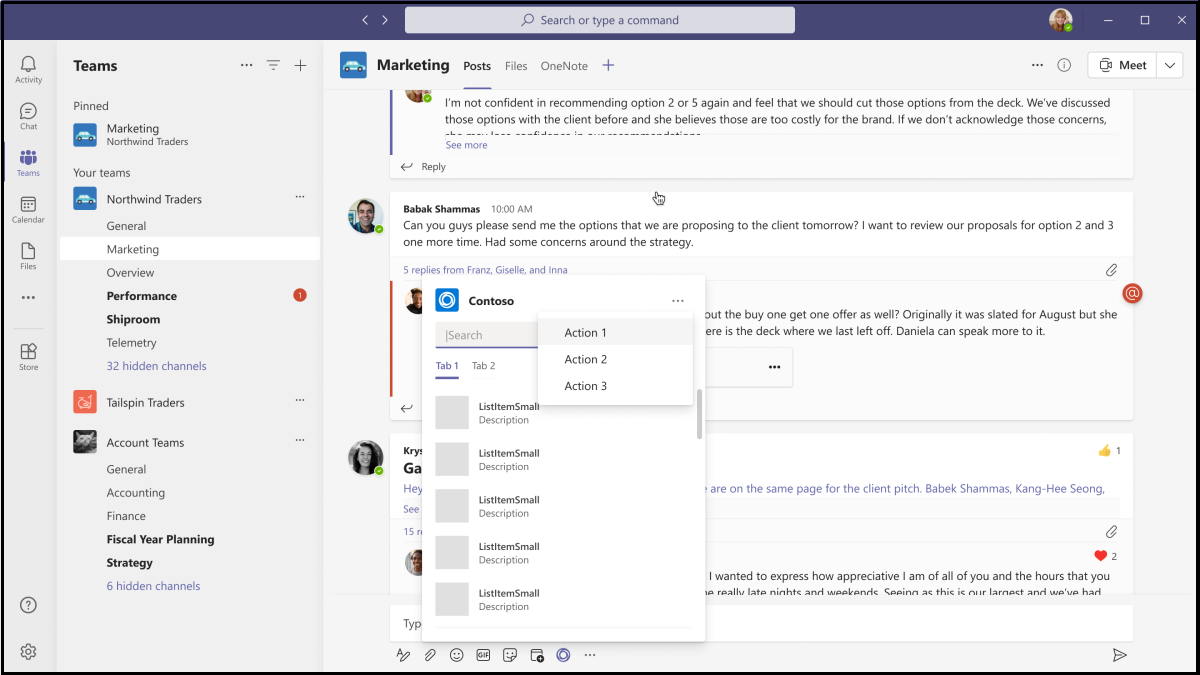 Search or type a command
Activity
Chat
Teams
Calendar
Files
Store
Teams
Pinned
Marketing
Northwind Traders
Your teams
Northwind Traders
General
Marketing
Overview
Performance
1
Shiproom
Telemetry
32 hidden channels
Tailspin Traders
Account Teams
General
Accounting
Finance
Fiscal Year Planning
Strategy
6 hidden channels
Marketing
Posts
Files
OneNote
Meet
I'm not confident in recommending option 2 or 5 again and feel that we should cut those options from the deck. We've discussed
those options with the client before and she believes those are too costly for the brand. If we don't acknowledge those concerns,
she may lose confidence in our recommendations
See more
Reply
Babak Shammas 10:00 AM
Can you guys please send me the options that we are proposing to the client tomorrow? I want to review our proposals for option 2 and 3
one more time. Had some concerns around the strategy.
5 replies from Franz, Giselle, and Inna
@
out the buy one get one offer as well? Originally it was slated for August but she
ere is the deck where we last left off. Daniela can speak more to it.
Contoso
Search
Action 1
Action 2
Action 3
Tab 1
Tab 2
ListItemSmall
Description
ListItemSmall
Description
ListItemSmall
Description
ListItemSmall
Description
ListItemSmall
Description
Krys
1
Ga
Hey
e are on the same page for the client pitch. Babek Shammas, Kang-Hee Seong,
See
15 re
2
I wanted to express how appreciative I am of all of you and the hours that you
e really late nights and weekends. Seeing as this is our largest and we've had
Typ
GIF